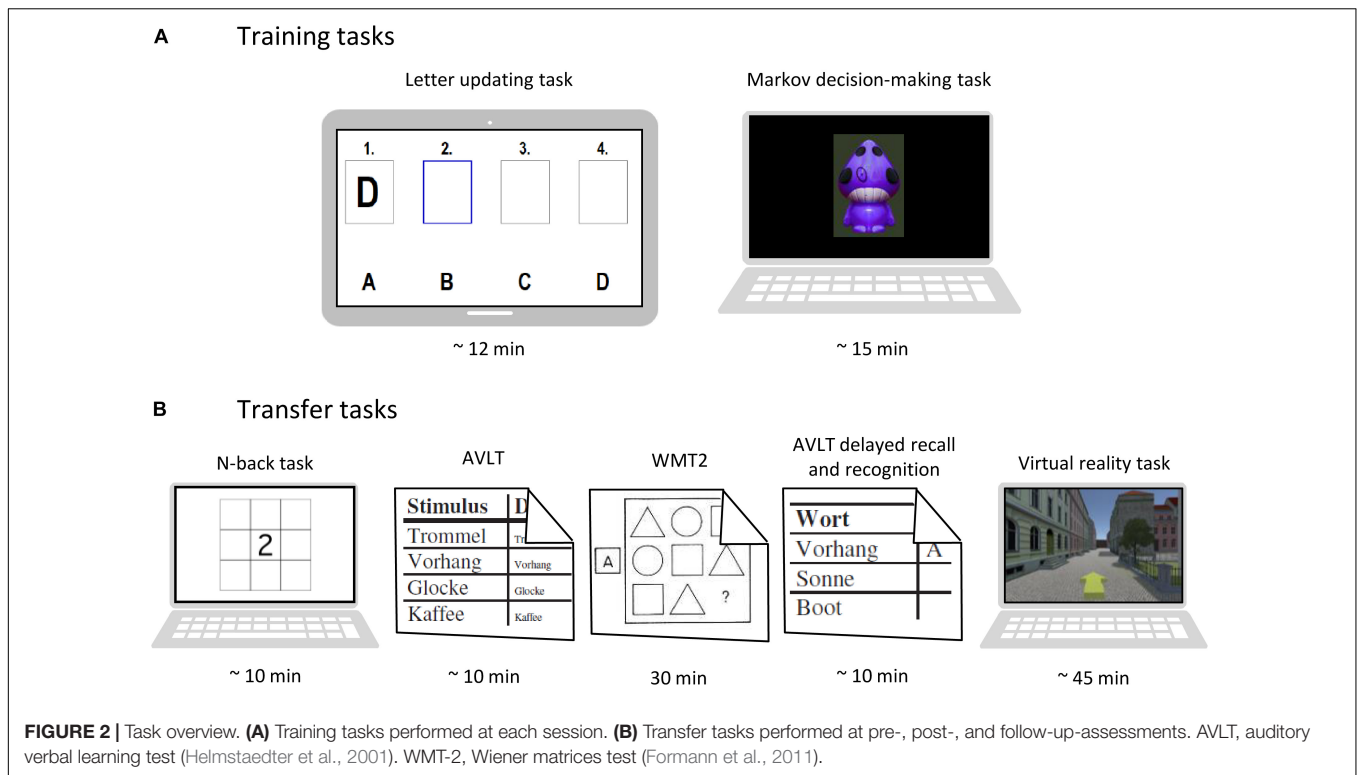 A Training tasks
Letter updating task Markov decision-making task
1. 2. 3. 4.
D
A B C D
~ 12 min ~ 15 min
B Transfer tasks
N-back task AVLT WMT2 AVLT delayed recall and recognition Virtual reality task
2
Stimulus D
Trommel Tr
Vorhang Vorhang
Glocke Glocke
Kaffee Kaffee
A
?
Wort
Vorhang A
Sonne
Boot
~ 10 min ~ 10 min 30 min ~ 10 min ~ 45 min
FIGURE 2 | Task overview. (A) Training tasks performed at each session. (B) Transfer tasks performed at pre-, post-, and follow-up-assessments. AVLT, auditory
verbal learning test (Helmstaedter et al., 2001). WMT-2, Wiener matrices test (Formann et al., 2011).